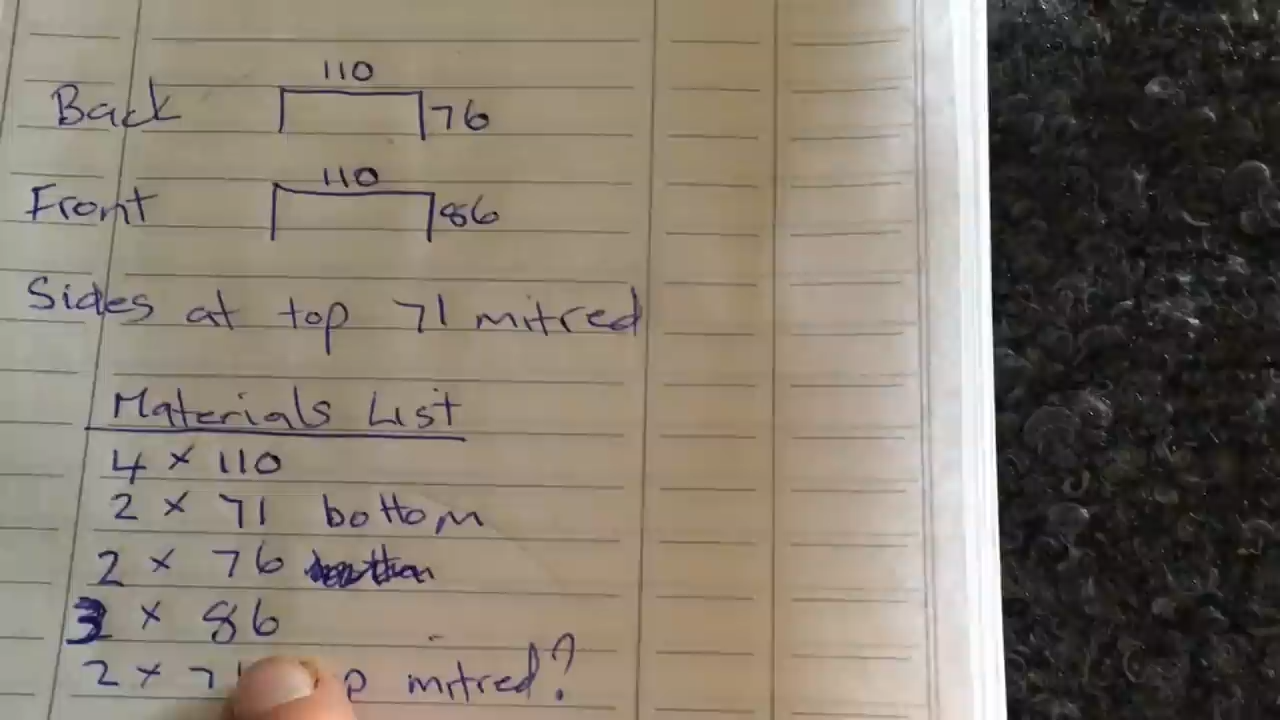 110
Back 76
110
Front 86
Sides at top 71 mitred
Materials List
4 x 110
2 x 71 bottom
2 x 76
3 x 86
2 x 71 mitred?